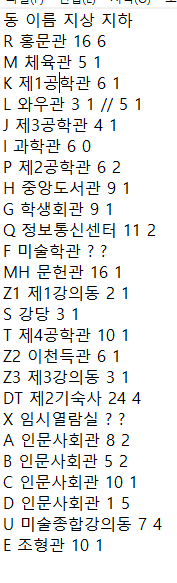 동 이름 지상 지하
R 홍문관 16 6
M 체육관 5 1
K 제1공학관 6 1
L 와우관 3 1 // 5 1
J 제3공학관 4 1
I 과학관 6 0
P 제2공학관 6 2
H 중앙도서관 9 1
G 학생회관 9 1
Q 정보통신센터 11 2
F 미술학관 ? ?
MH 문헌관 16 1
Z1 제1강의동 2 1
S 강당 3 1
T 제4공학관 10 1
Z2 이천득관 6 1
Z3 제3강의동 3 1
DT 제2기숙사 24 4
X 임시열람실 ? ?
A 인문사회관 8 2
B 인문사회관 5 2
C 인문사회관 10 1
D 인문사회관 1 5
U 미술종합강의동 7 4
E 조형관 10 1